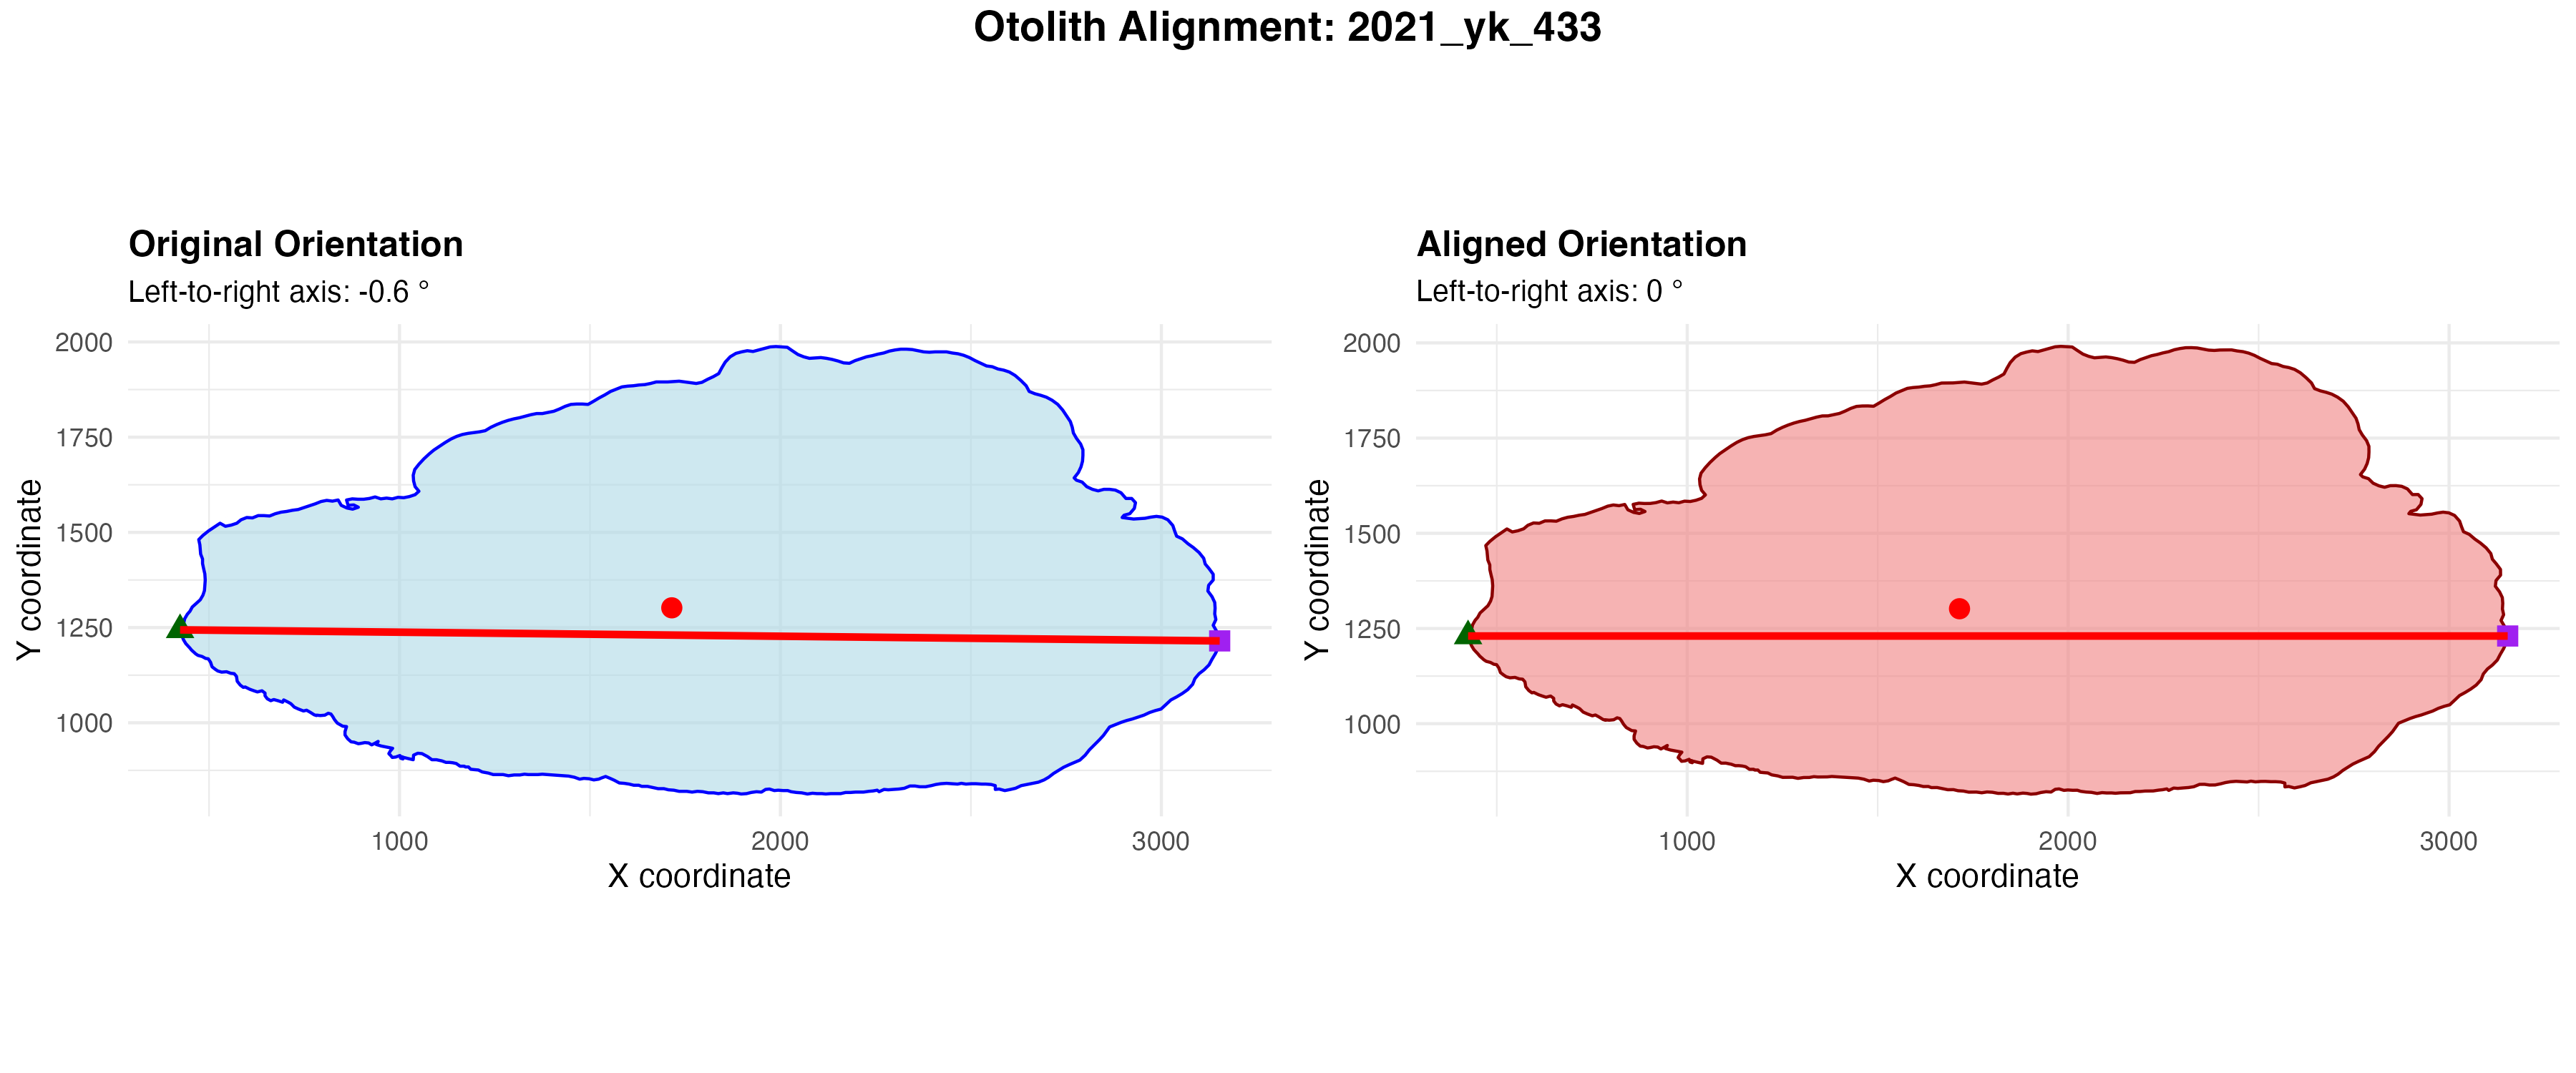 Otolith Alignment: 2021_yk_433
Original Orientation
Left-to-right axis: -0.6 °
2000
1750
1500
1250
1000
Y coordinate
1000
2000
3000
X coordinate
Aligned Orientation
Left-to-right axis: 0 °
2000
1750
1500
1250
1000
Y coordinate
1000
2000
3000
X coordinate